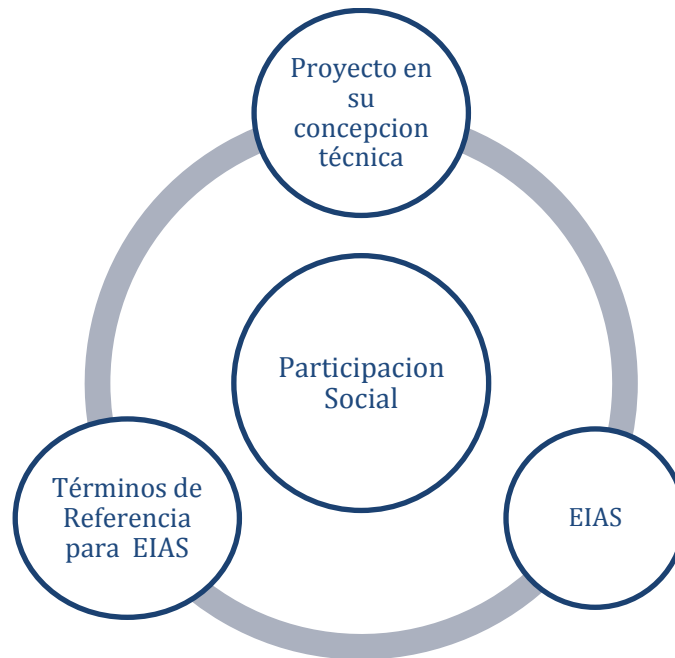 Proyecto en
su
concepcion
técnica
Participacion
Social
Términos de
Referencia
para EIAS
EIAS